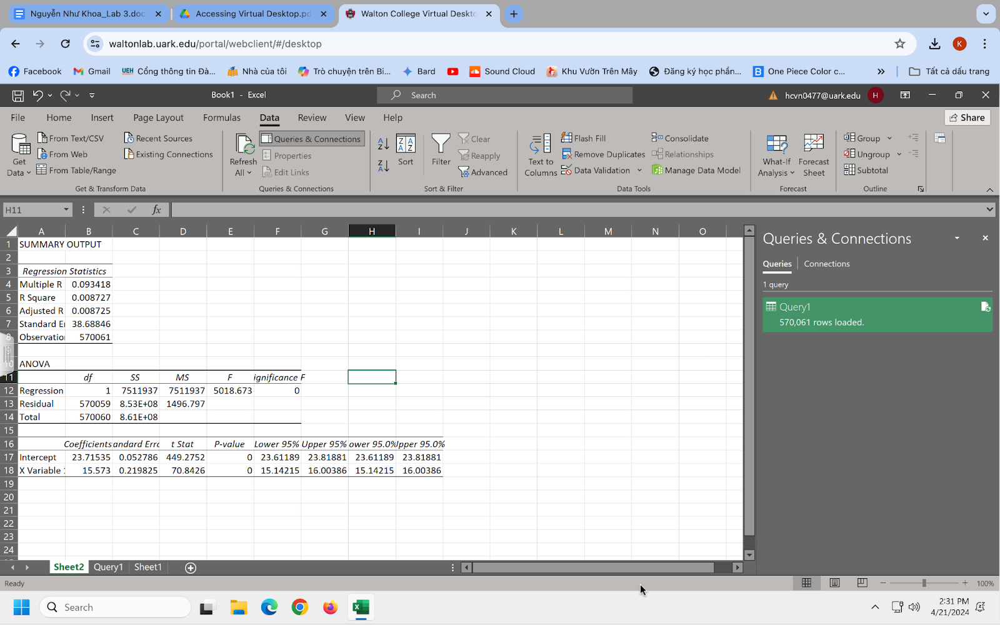 Nguyễn Như Khoa_Lab 3.doc
Accessing Virtual Desktop.pd
Walton College Virtual Deskto
waltonlab.uark.edu/portal/webclient/#/desktop
K
Facebook Gmail UEH Cổng thông tin Đà... Nhà của tôi Trò chuyện trên Bi... Bard Sound Cloud Khu Vườn Trên Mây Đăng ký học phần... One Piece Color c... » Tất cả dấu trang
Book1 - Excel
Search
hcvn0477@uark.edu H
File Home Insert Page Layout Formulas Data Review View Help Share
Get Data
From Text/CSV
From Web
From Table/Range
Recent Sources
Existing Connections
Get & Transform Data
Refresh All
Queries & Connections
Properties
Edit Links
Queries & Connections
Sort
Filter
Clear
Reapply
Advanced
Sort & Filter
Text to Columns
Flash Fill
Remove Duplicates
Data Validation
Consolidate
Relationships
Manage Data Model
Data Tools
What-If Analysis
Forecast Sheet
Forecast
Group
Ungroup
Subtotal
Outline
H11 fx
A B C D E F G H I J K L M N O
1 SUMMARY OUTPUT
2
3 Regression Statistics
4 Multiple R 0.093418
5 R Square 0.008727
6 Adjusted R 0.008725
7 Standard Er 38.68846
8 Observation 570061
10 ANOVA
11 df SS MS F ignificance F
12 Regression 1 7511937 7511937 5018.673 0
13 Residual 570059 8.53E+08 1496.797
14 Total 570060 8.61E+08
15
16 Coefficients andard Erro t Stat P-value Lower 95% Upper 95% ower 95.0% Upper 95.0%
17 Intercept 23.71535 0.052786 449.2752 0 23.61189 23.81881 23.61189 23.81881
18 X Variable 1 15.573 0.219825 70.8426 0 15.14215 16.00386 15.14215 16.00386
19
20
21
22
23
24
Queries & Connections
Queries Connections
1 query
Query1
570,061 rows loaded.
Sheet2 Query1 Sheet1
Ready
100%
Search
2:31 PM
4/21/2024